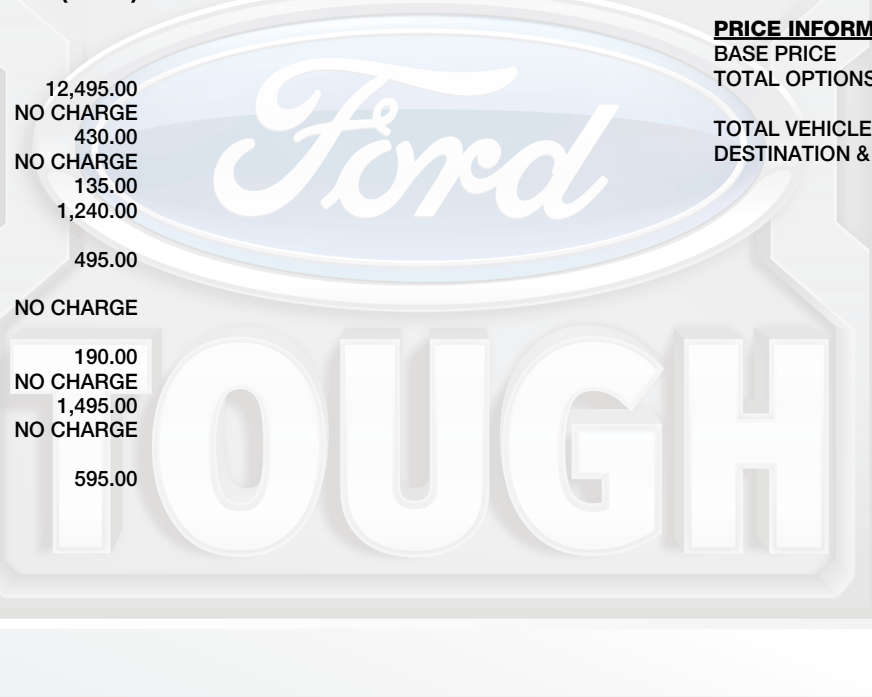 12,495.00
NO CHARGE
430.00
NO CHARGE
135.00
1,240.00
495.00
NO CHARGE
190.00
NO CHARGE
1,495.00
NO CHARGE
595.00
PRICE INFORM
BASE PRICE
TOTAL OPTIONS
TOTAL VEHICLE
DESTINATION &
Ford
TOUGH